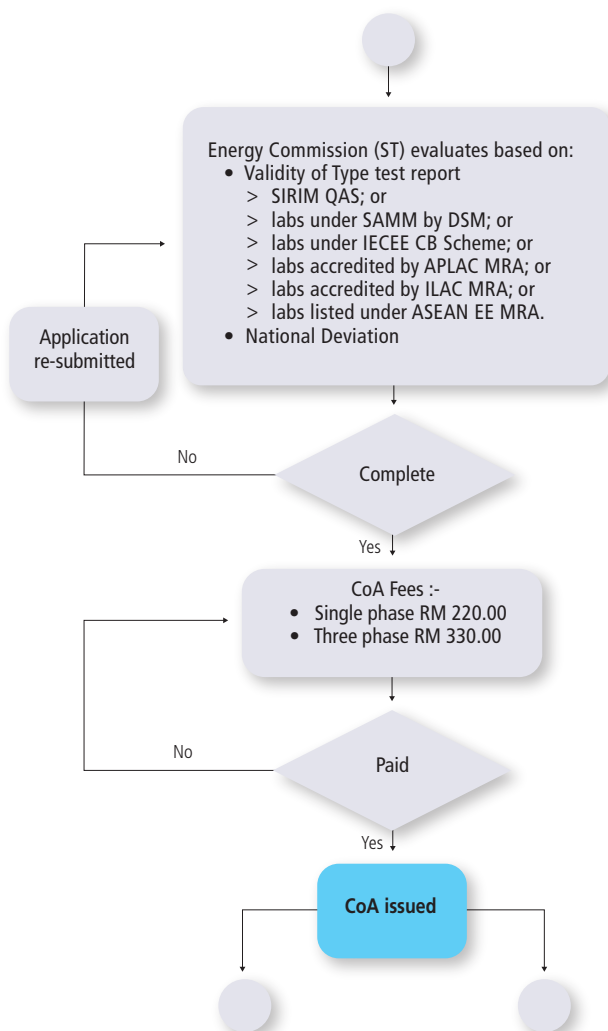 Energy Commission (ST) evaluates based on:
• Validity of Type test report
> SIRIM QAS; or
> labs under SAMM by DSM; or
> labs under IECEE CB Scheme; or
> labs accredited by APLAC MRA; or
> labs accredited by ILAC MRA; or
> labs listed under ASEAN EE MRA.
• National Deviation
Application
re-submitted
No
Complete
Yes
CoA Fees :-
• Single phase RM 220.00
• Three phase RM 330.00
No
Paid
Yes
CoA issued